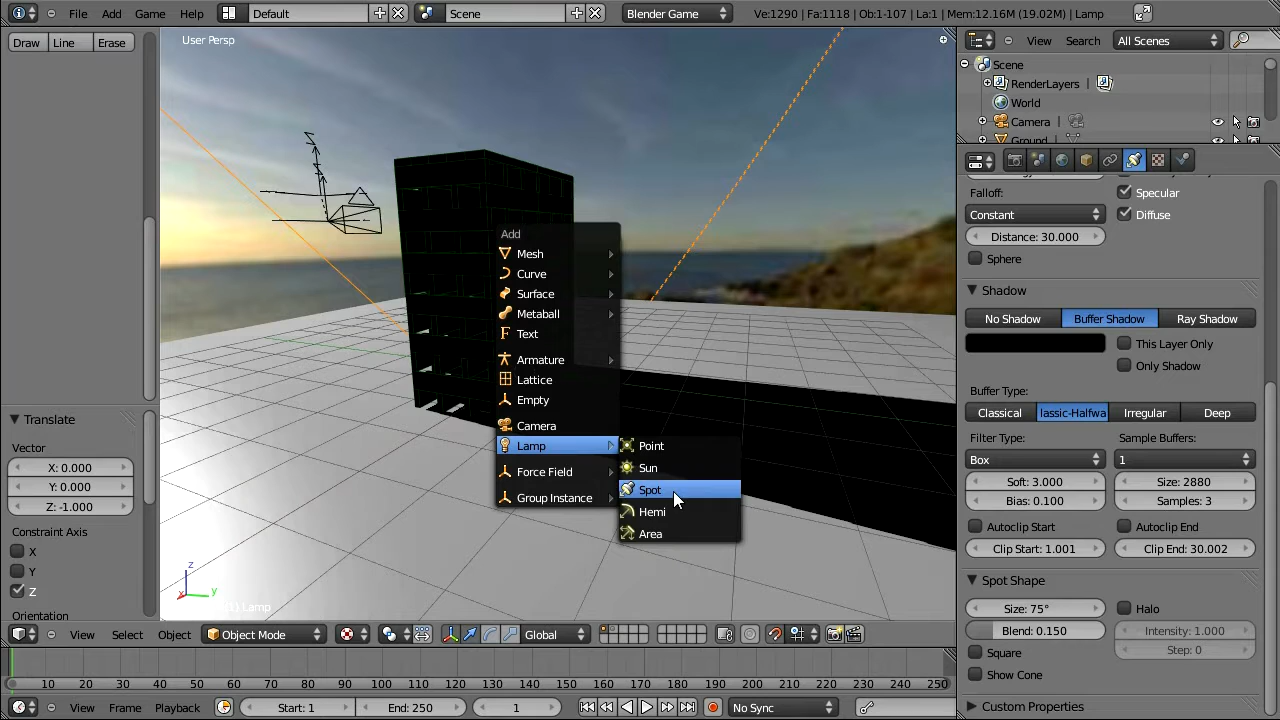 File Add Game Help Default Scene Blender Game Ve:1290 | Fa:1118 | Ob:1-107 | La:1 | Mem:12.16M (19.02M) | Lamp
Draw Line Erase
User Persp
View Search All Scenes
Scene
RenderLayers
World
Camera
Ground
Falloff:
Constant
Distance: 30.000
Sphere
Specular
Diffuse
Shadow
No Shadow Buffer Shadow Ray Shadow
This Layer Only
Only Shadow
Buffer Type:
Classical lassic-Halfwa Irregular Deep
Filter Type: Sample Buffers:
Box 1
Soft: 3.000 Size: 2880
Bias: 0.100 Samples: 3
Autoclip Start Autoclip End
Clip Start: 1.001 Clip End: 30.002
Spot Shape
Size: 75° Halo
Blend: 0.150 Intensity: 1.000
Square Step: 0
Show Cone
Custom Properties
Add
Mesh
Curve
Surface
Metaball
Text
Armature
Lattice
Empty
Camera
Lamp
Force Field
Group Instance
Point
Sun
Spot
Hemi
Area
Translate
Vector
X: 0.000
Y: 0.000
Z: -1.000
Constraint Axis
X
Y
Z
Orientation
z
y
x
(1) Lamp
View Select Object Object Mode Global
10 20 30 40 50 60 70 80 90 100 110 120 130 140 150 160 170 180 190 200 210 220 230 240 250
View Frame Playback Start: 1 End: 250 1 No Sync